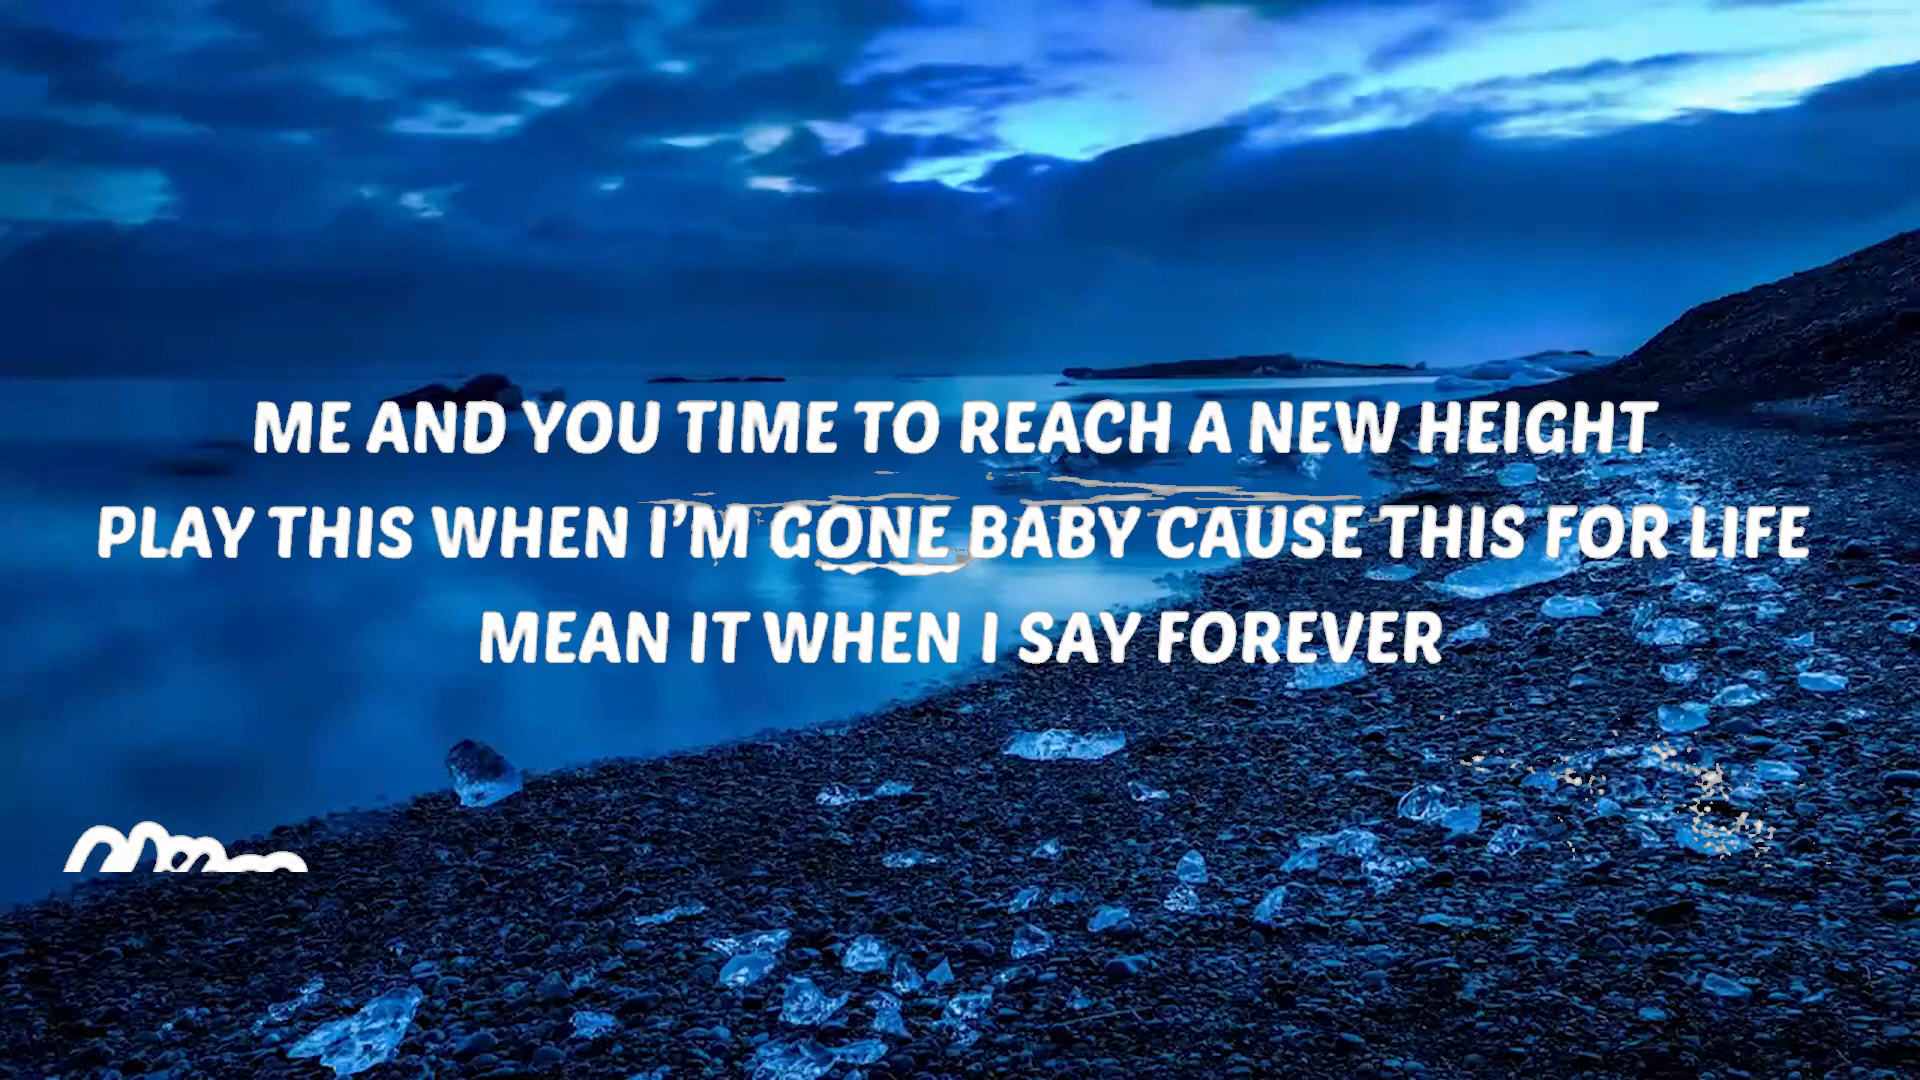 ME AND YOU TIME TO REACH A NEW HEIGHT
PLAY THIS WHEN I'M GONE BABY CAUSE THIS FOR LIFE
MEAN IT WHEN I SAY FOREVER